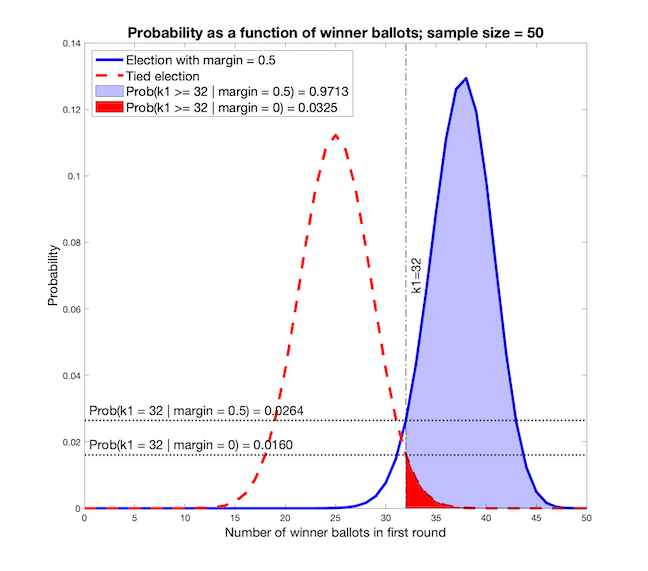 Probability as a function of winner ballots; sample size = 50
Election with margin = 0.5
Tied election
Prob(k1 >= 32 | margin = 0.5) = 0.9713
Prob(k1 >= 32 | margin = 0) = 0.0325
0.14
0.12
0.1
0.08
0.06
0.04
0.02
0
Probability
k1=32
Prob(k1 = 32 | margin = 0.5) = 0.0264
Prob(k1 = 32 | margin = 0) = 0.0160
0 5 10 15 20 25 30 35 40 45 50
Number of winner ballots in first round